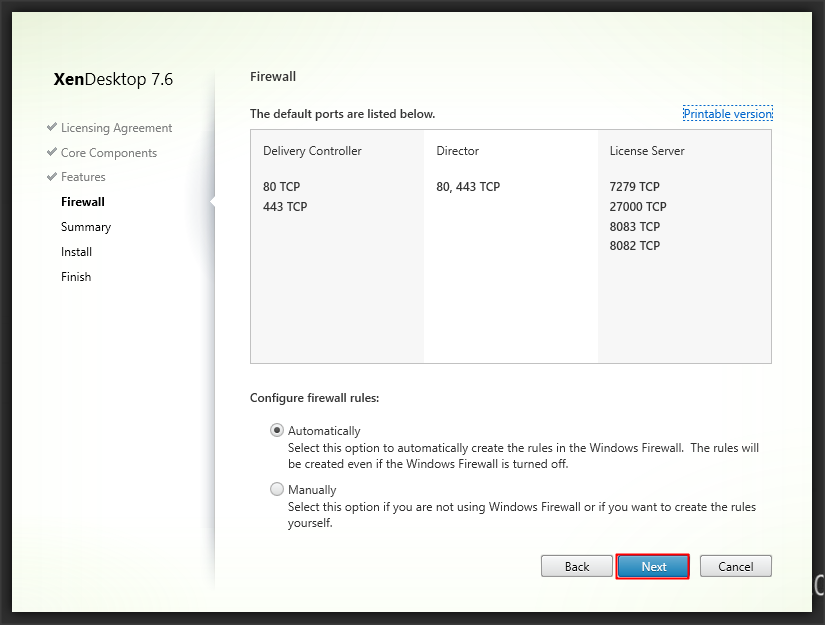 XenDesktop 7.6
Licensing Agreement
Core Components
Features
Firewall
Summary
Install
Finish
Firewall
The default ports are listed below.
Printable version
Delivery Controller
80 TCP
443 TCP
Director
80, 443 TCP
License Server
7279 TCP
27000 TCP
8083 TCP
8082 TCP
Configure firewall rules:
Automatically
Select this option to automatically create the rules in the Windows Firewall.  The rules will
be created even if the Windows Firewall is turned off.
Manually
Select this option if you are not using Windows Firewall or if you want to create the rules
yourself.
Back
Next
Cancel